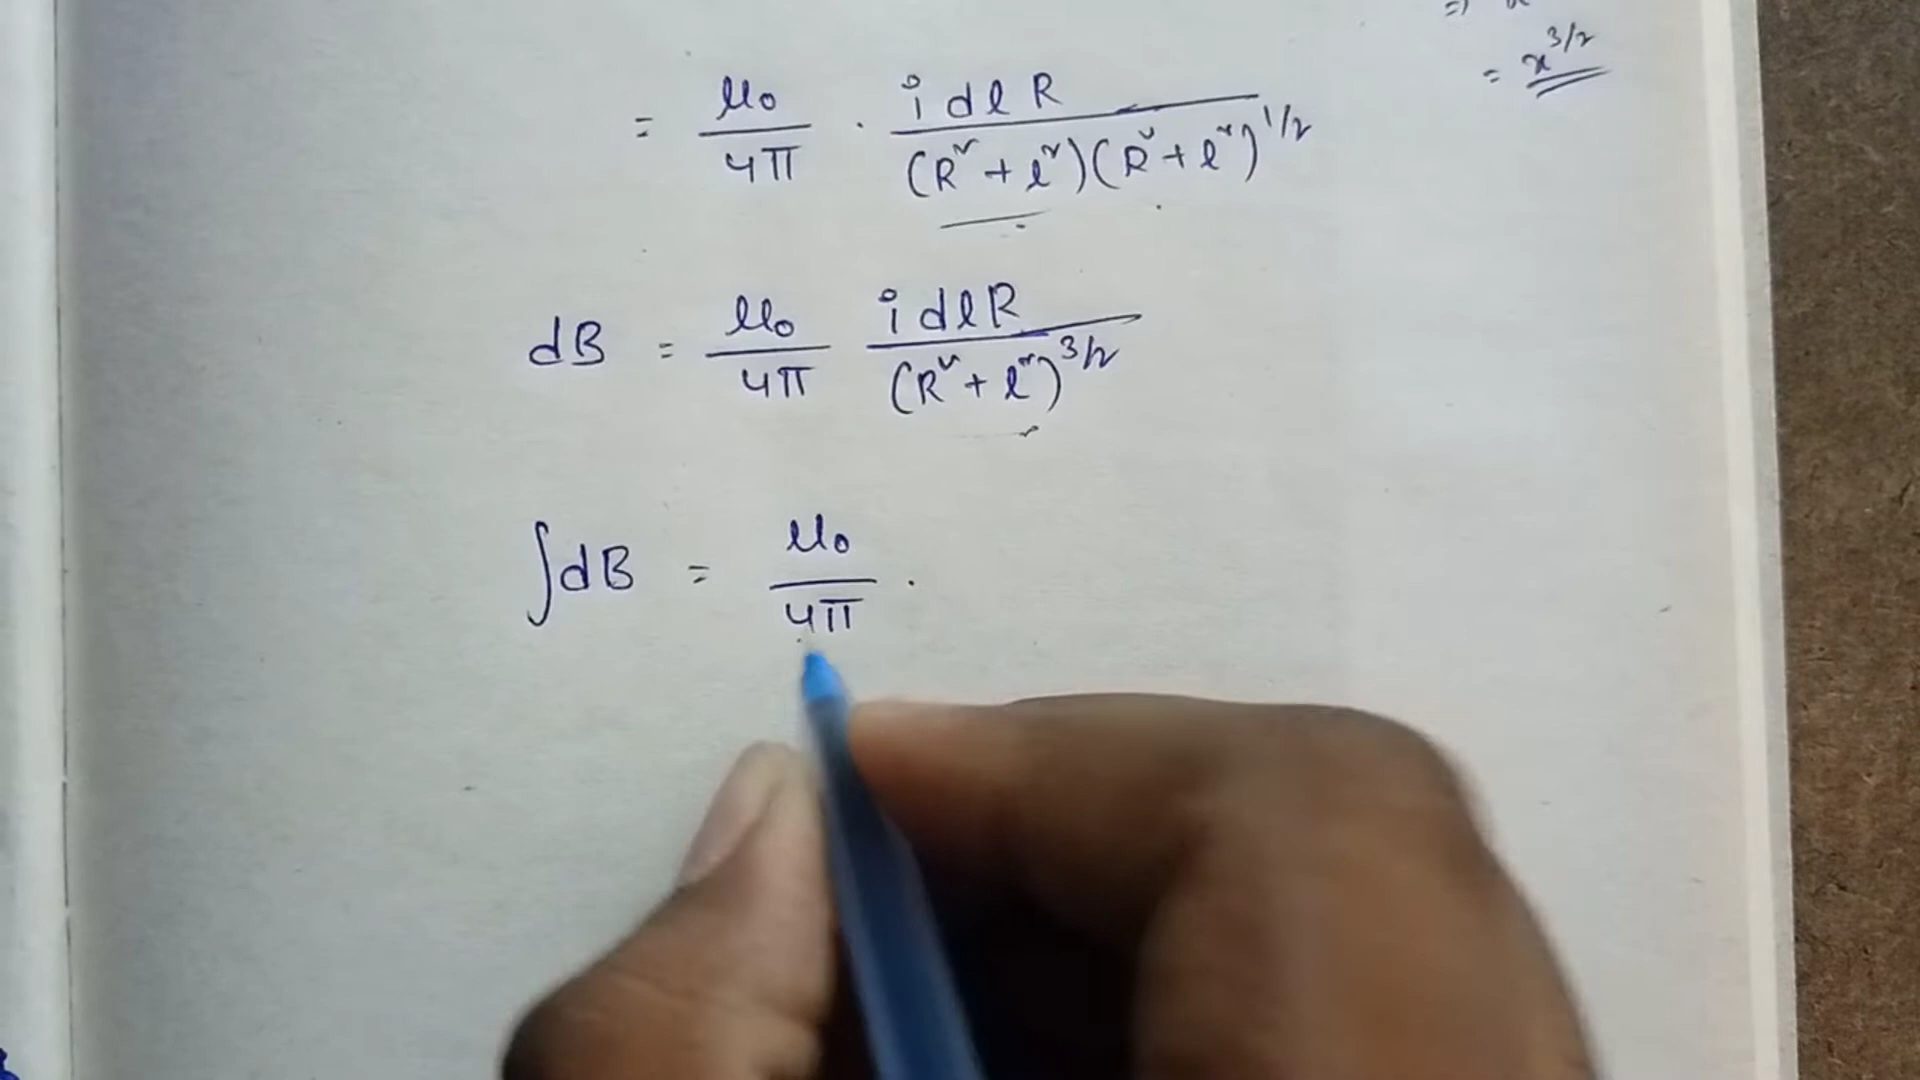 = x^3/2
= μ₀/4π · i dl R/(R² + l²)(R² + l²)^1/2
dB = μ₀/4π i dl R/(R² + l²)^3/2
∫dB = μ₀/4π ·